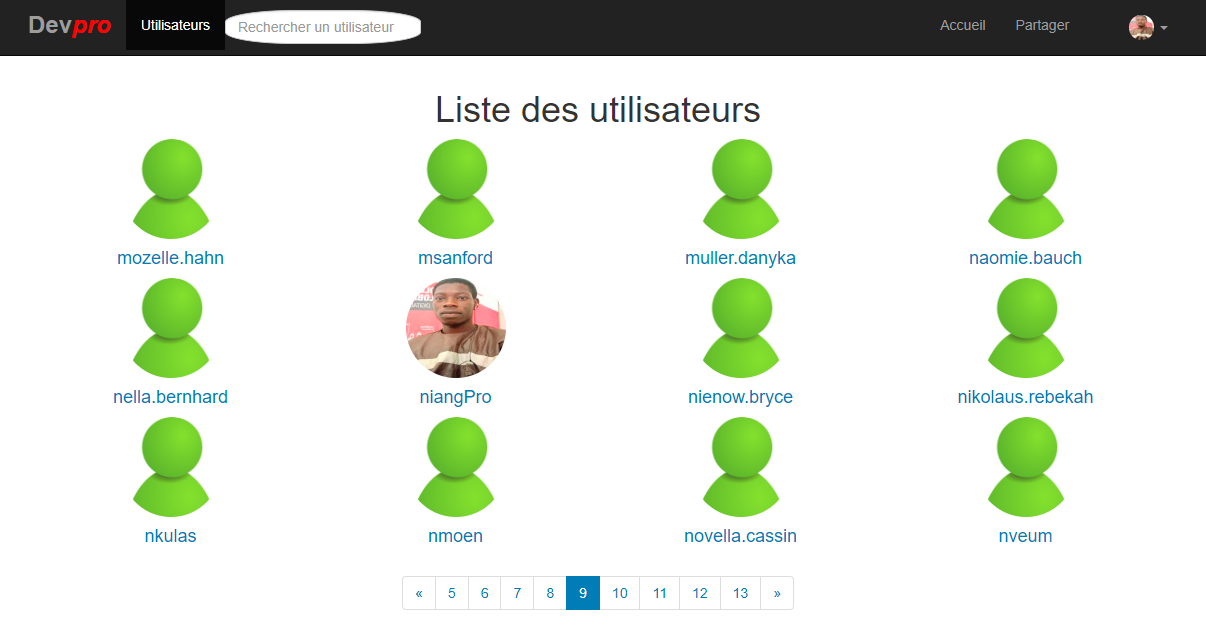 Devpro Utilisateurs Rechercher un utilisateur Accueil Partager
Liste des utilisateurs
mozelle.hahn msanford muller.danyka naomie.bauch
nella.bernhard niangPro nienow.bryce nikolaus.rebekah
nkulas nmoen novella.cassin nveum
« 5 6 7 8 9 10 11 12 13 »